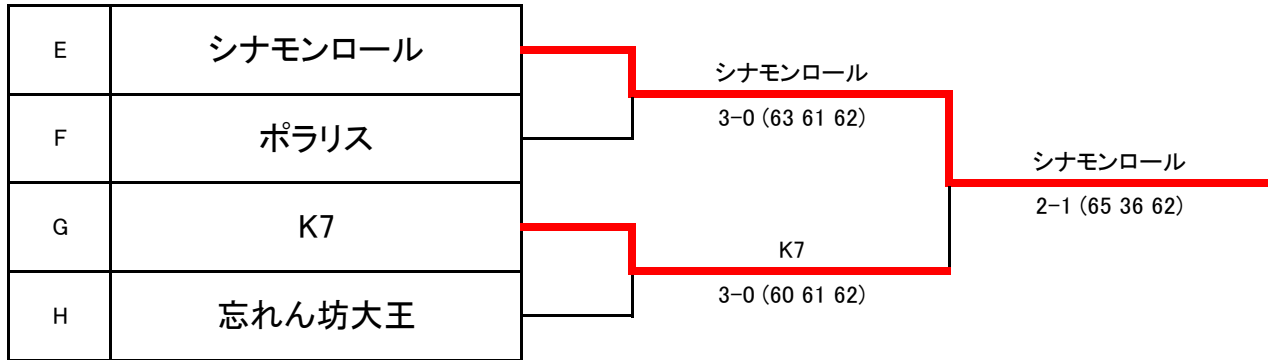 E シナモンロール
F ポラリス
G K7
H 忘れん坊大王
シナモンロール
3-0 (63 61 62)
K7
3-0 (60 61 62)
シナモンロール
2-1 (65 36 62)